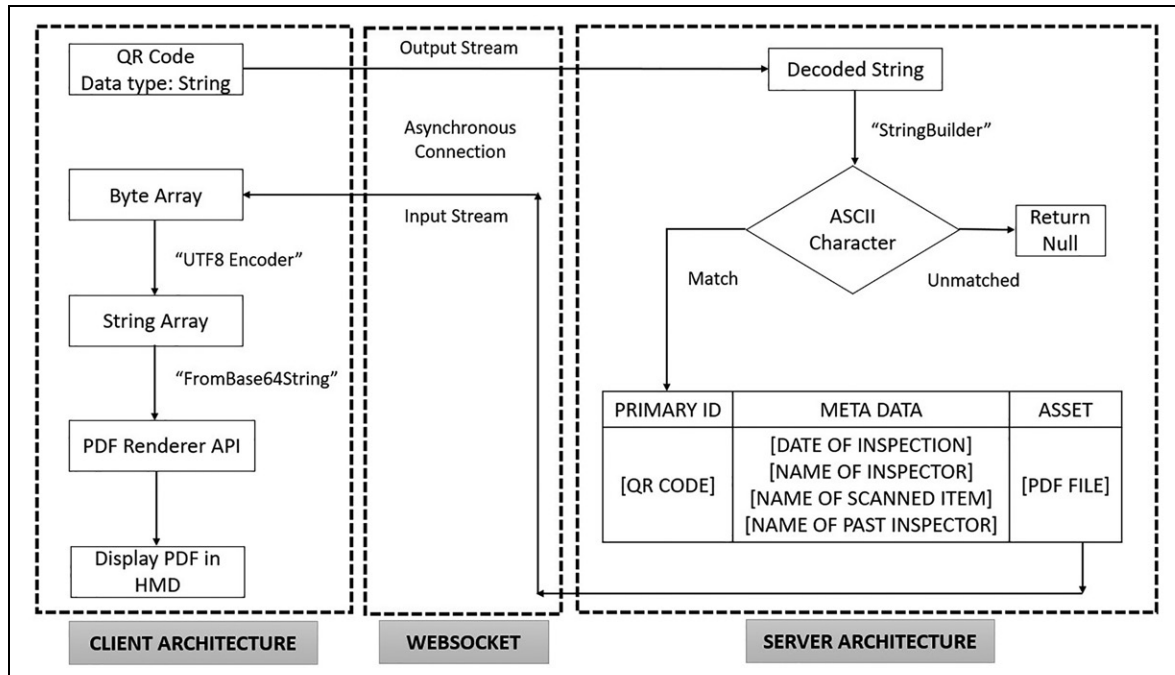 QR Code
Data type: String
Byte Array
“UTF8 Encoder”
String Array
“FromBase64String”
PDF Renderer API
Display PDF in
HMD
CLIENT ARCHITECTURE
Output Stream
Asynchronous
Connection
Input Stream
WEBSOCKET
Decoded String
“StringBuilder”
ASCII
Character
Return
Null
Match
Unmatched
PRIMARY ID
META DATA
ASSET
[QR CODE]
[DATE OF INSPECTION]
[NAME OF INSPECTOR]
[NAME OF SCANNED ITEM]
[NAME OF PAST INSPECTOR]
[PDF FILE]
SERVER ARCHITECTURE